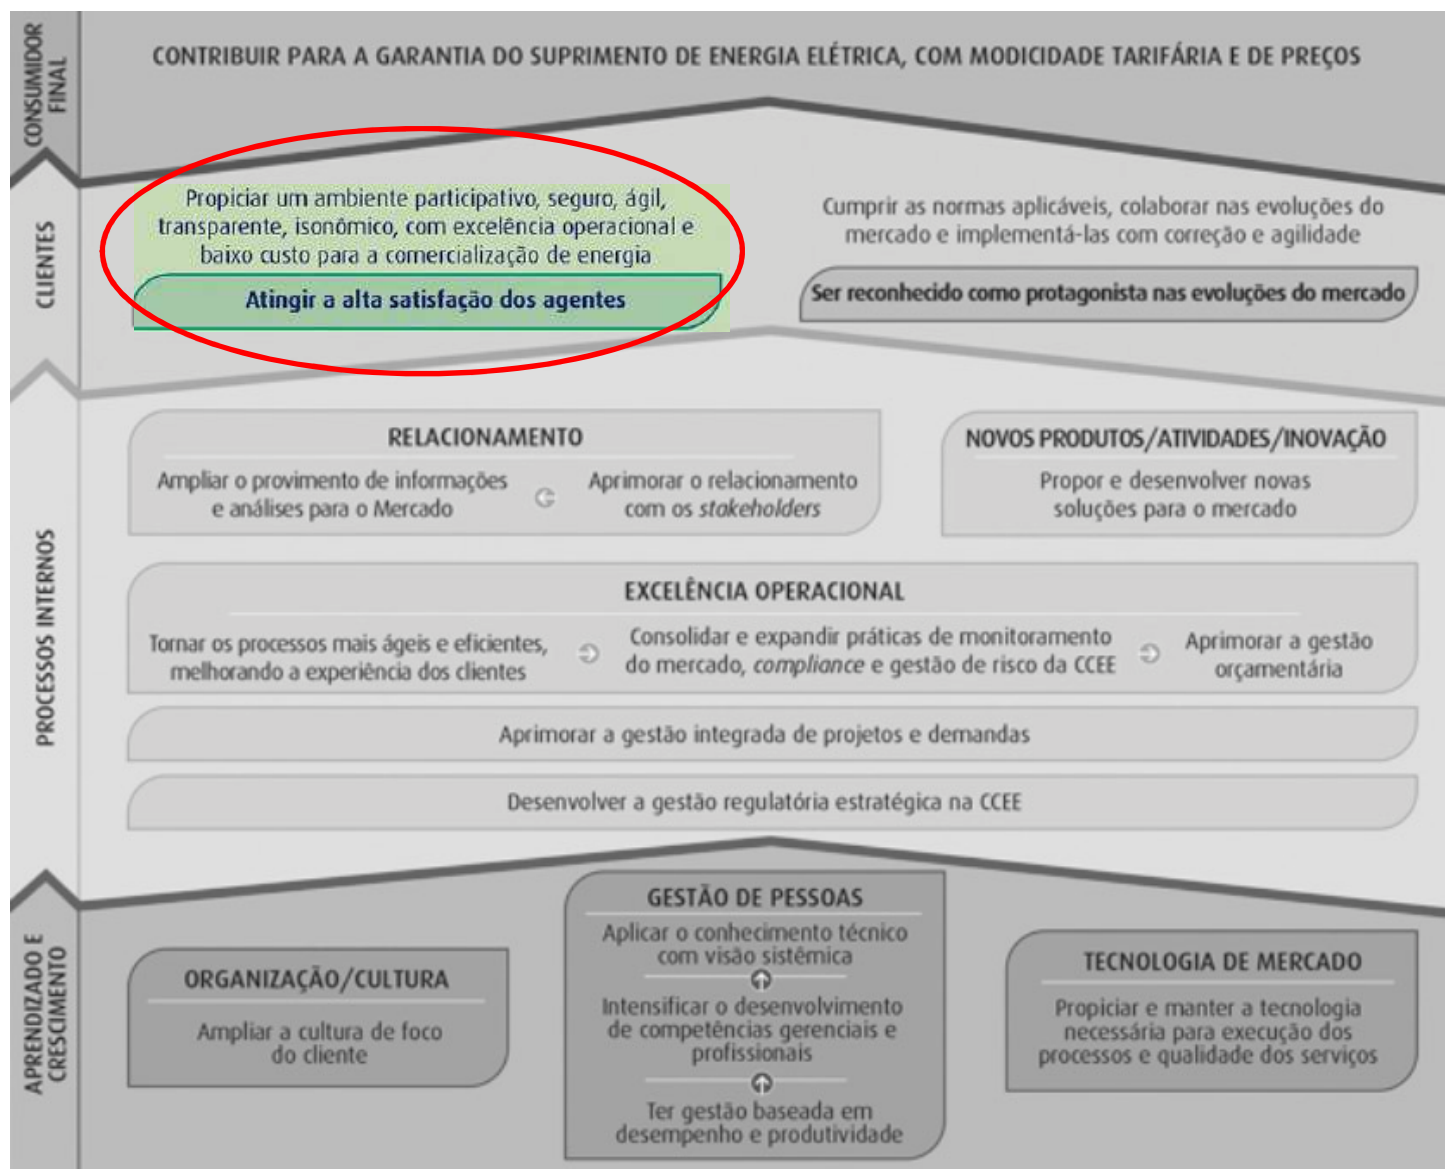 CONSUMIDOR
FINAL
CONTRIBUIR PARA A GARANTIA DO SUPRIMENTO DE ENERGIA ELÉTRICA, COM MODICIDADE TARIFÁRIA E DE PREÇOS
CLIENTES
Propiciar um ambiente participativo, seguro, ágil,
transparente, isonômico, com excelência operacional e
baixo custo para a comercialização de energia
Atingir a alta satisfação dos agentes
Cumprir as normas aplicáveis, colaborar nas evoluções do
mercado e implementá-las com correção e agilidade
Ser reconhecido como protagonista nas evoluções do mercado
PROCESSOS INTERNOS
RELACIONAMENTO
Ampliar o provimento de informações
e análises para o Mercado
Aprimorar o relacionamento
com os stakeholders
NOVOS PRODUTOS/ATIVIDADES/INOVAÇÃO
Propor e desenvolver novas
soluções para o mercado
EXCELÊNCIA OPERACIONAL
Tornar os processos mais ágeis e eficientes,
melhorando a experiência dos clientes
Consolidar e expandir práticas de monitoramento
do mercado, compliance e gestão de risco da CCEE
Aprimorar a gestão
orçamentária
Aprimorar a gestão integrada de projetos e demandas
Desenvolver a gestão regulatória estratégica na CCEE
APRENDIZADO E
CRESCIMENTO
ORGANIZAÇÃO/CULTURA
Ampliar a cultura de foco
do cliente
GESTÃO DE PESSOAS
Aplicar o conhecimento técnico
com visão sistêmica
Intensificar o desenvolvimento
de competências gerenciais e
profissionais
Ter gestão baseada em
desempenho e produtividade
TECNOLOGIA DE MERCADO
Propiciar e manter a tecnologia
necessária para execução dos
processos e qualidade dos serviços